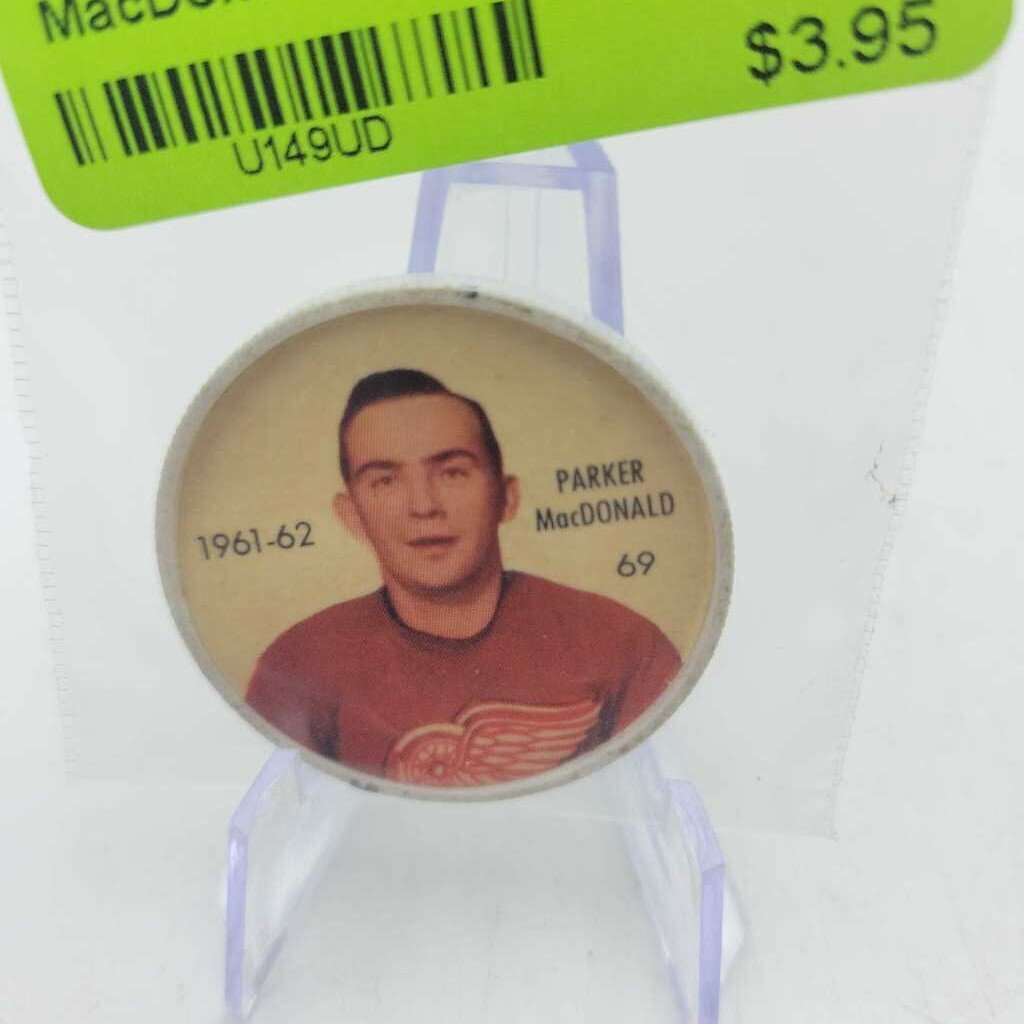 $3.95
U149UD
1961-62
PARKER
MacDONALD
69